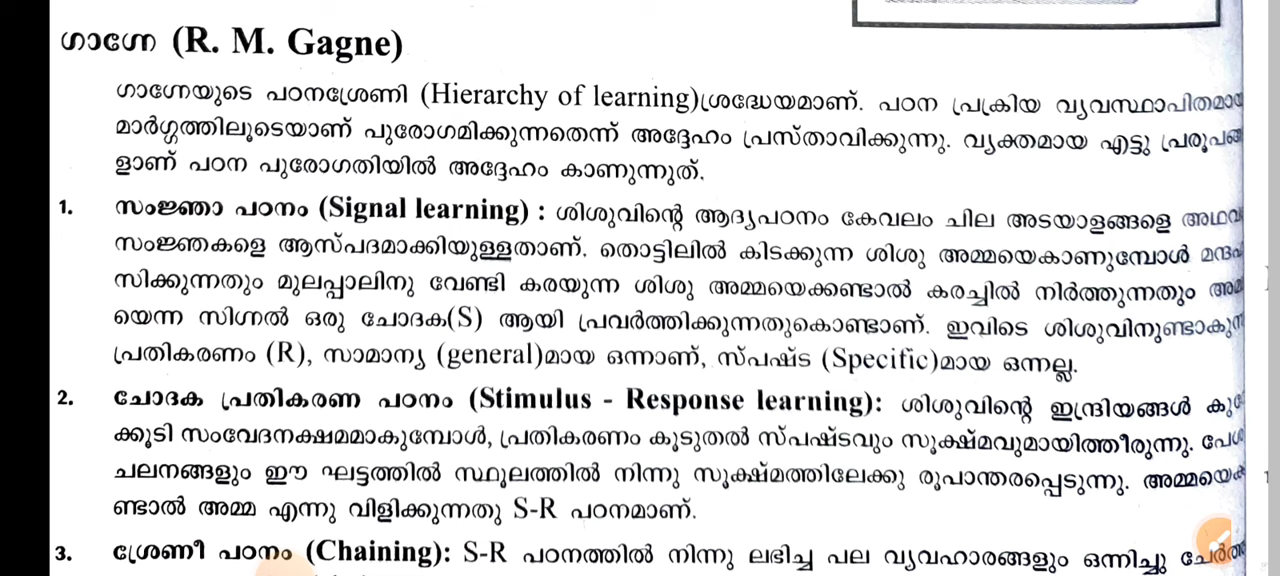 ഗാഗ്നേ (R. M. Gagne)
ഗാഗ്നേയുടെ പഠനശ്രേണി (Hierarchy of learning)ശ്രദ്ധേയമാണ്. പഠന പ്രക്രിയ
മാർഗ്ഗത്തിലൂടെയാണ് പുരോഗമിക്കുന്നതെന്ന് അദ്ദേഹം പ്രസ്താവിക്കുന്നു. വ്യക്തമായ എട്ടു
ളാണ് പഠന പുരോഗതിയിൽ അദ്ദേഹം കാണുന്നുത്.
1. സംജ്ഞാ പഠനം (Signal learning) : ശിശുവിന്റെ ആദ്യപഠനം കേവലം ചില അടയാളങ്ങളെ
സംജ്ഞകളെ ആസ്പദമാക്കിയുള്ളതാണ്. തൊട്ടിലിൽ കിടക്കുന്ന ശിശു അമ്മയെകാണുമ്പോൾ
സിക്കുന്നതും മുലപ്പാലിനു വേണ്ടി കരയുന്ന ശിശു അമ്മയെക്കണ്ടാൽ കരച്ചിൽ നിർത്തുന്നതും
യെന്ന സിഗ്നൽ ഒരു ചോദക(S) ആയി പ്രവർത്തിക്കുന്നതുകൊണ്ടാണ്. ഇവിടെ
പ്രതികരണം (R), സാമാന്യ (general)മായ ഒന്നാണ്, സ്പഷ്ട (Specific)മായ ഒന്നല്ല.
2. ചോദക പ്രതികരണ പഠനം (Stimulus - Response learning): ശിശുവിന്റെ ഇന്ദ്രിയങ്ങൾ
ക്കൂടി സംവേദനക്ഷമമാകുമ്പോൾ, പ്രതികരണം കൂടുതൽ സ്പഷ്ടവും സൂക്ഷ്മവുമായിത്തീരുന്നു.
ചലനങ്ങളും ഈ ഘട്ടത്തിൽ സ്ഥൂലത്തിൽ നിന്നു സൂക്ഷ്മത്തിലേക്കു രൂപാന്തരപ്പെടുന്നു.
ണ്ടാൽ അമ്മ എന്നു വിളിക്കുന്നതു S-R പഠനമാണ്.
3. ശ്രേണീ പഠനം (Chaining): S-R പഠനത്തിൽ നിന്നു ലഭിച്ച പല വ്യവഹാരങ്ങളും ഒന്നിച്ചു